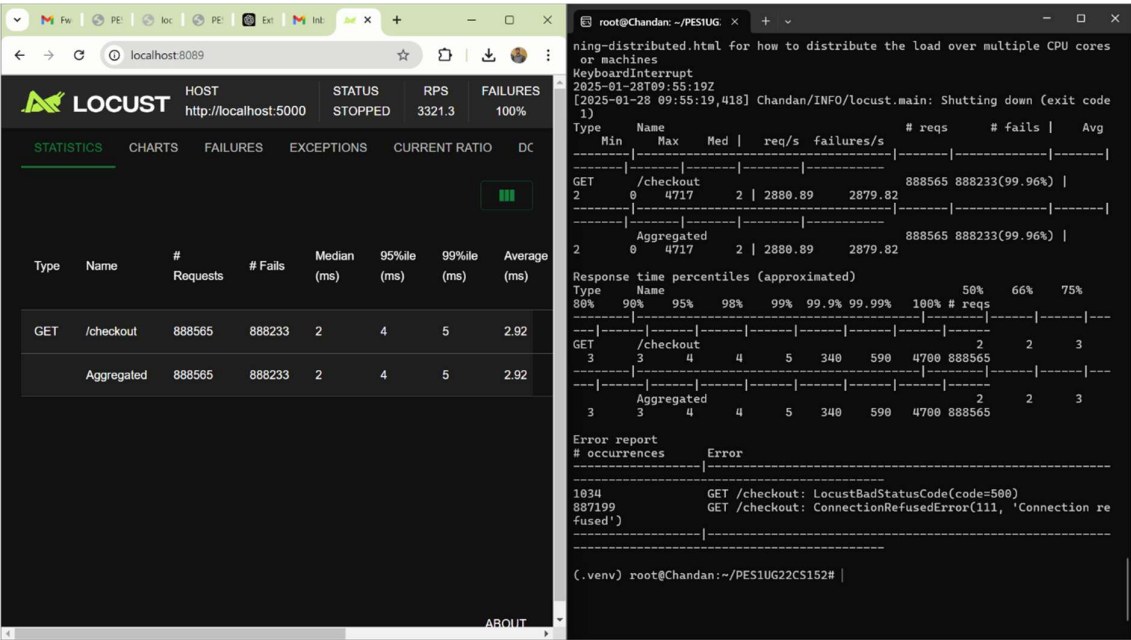 Fw
PE
loc
PE
Ext
Inb
root@Chandan: ~/PES1UG
localhost:8089
LOCUST
HOST
http://localhost:5000
STATUS
STOPPED
RPS
3321.3
FAILURES
100%
STATISTICS CHARTS FAILURES EXCEPTIONS CURRENT RATIO
Type Name # Requests # Fails Median (ms) 95%ile (ms) 99%ile (ms) Average (ms)
GET /checkout 888565 888233 2 4 5 2.92
Aggregated 888565 888233 2 4 5 2.92
ABOUT
ning-distributed.html for how to distribute the load over multiple CPU cores
or machines
KeyboardInterrupt
2025-01-28T09:55:19Z
[2025-01-28 09:55:19,418] Chandan/INFO/locust.main: Shutting down (exit code
1)
Type Name # reqs # fails | Avg
Min Max Med | req/s failures/s
--------|----------------------------------------|-------|-------------|-------|
-------|-------|-------|--------|-----------
GET /checkout 888565 888233(99.96%) |
2 0 4717 2 | 2880.89 2879.82
--------|----------------------------------------|-------|-------------|-------|
-------|-------|-------|--------|-----------
Aggregated 888565 888233(99.96%) |
2 0 4717 2 | 2880.89 2879.82
Response time percentiles (approximated)
Type Name 50% 66% 75%
80% 90% 95% 98% 99% 99.9% 99.99% 100% # reqs
--------|--------------------------------------------|--------|------|---
---|------|------|------|------|------|------|------|------
GET /checkout 2 2 3
3 3 4 4 5 340 590 4700 888565
--------|--------------------------------------------|--------|------|---
---|------|------|------|------|------|------|------|------
Aggregated 2 2 3
3 3 4 4 5 340 590 4700 888565
Error report
# occurrences Error
------------------|---------------------------------------------------------
--------------------------------------------
1034 GET /checkout: LocustBadStatusCode(code=500)
887199 GET /checkout: ConnectionRefusedError(111, 'Connection re
fused')
------------------|---------------------------------------------------------
--------------------------------------------
(.venv) root@Chandan:~/PES1UG22CS152#